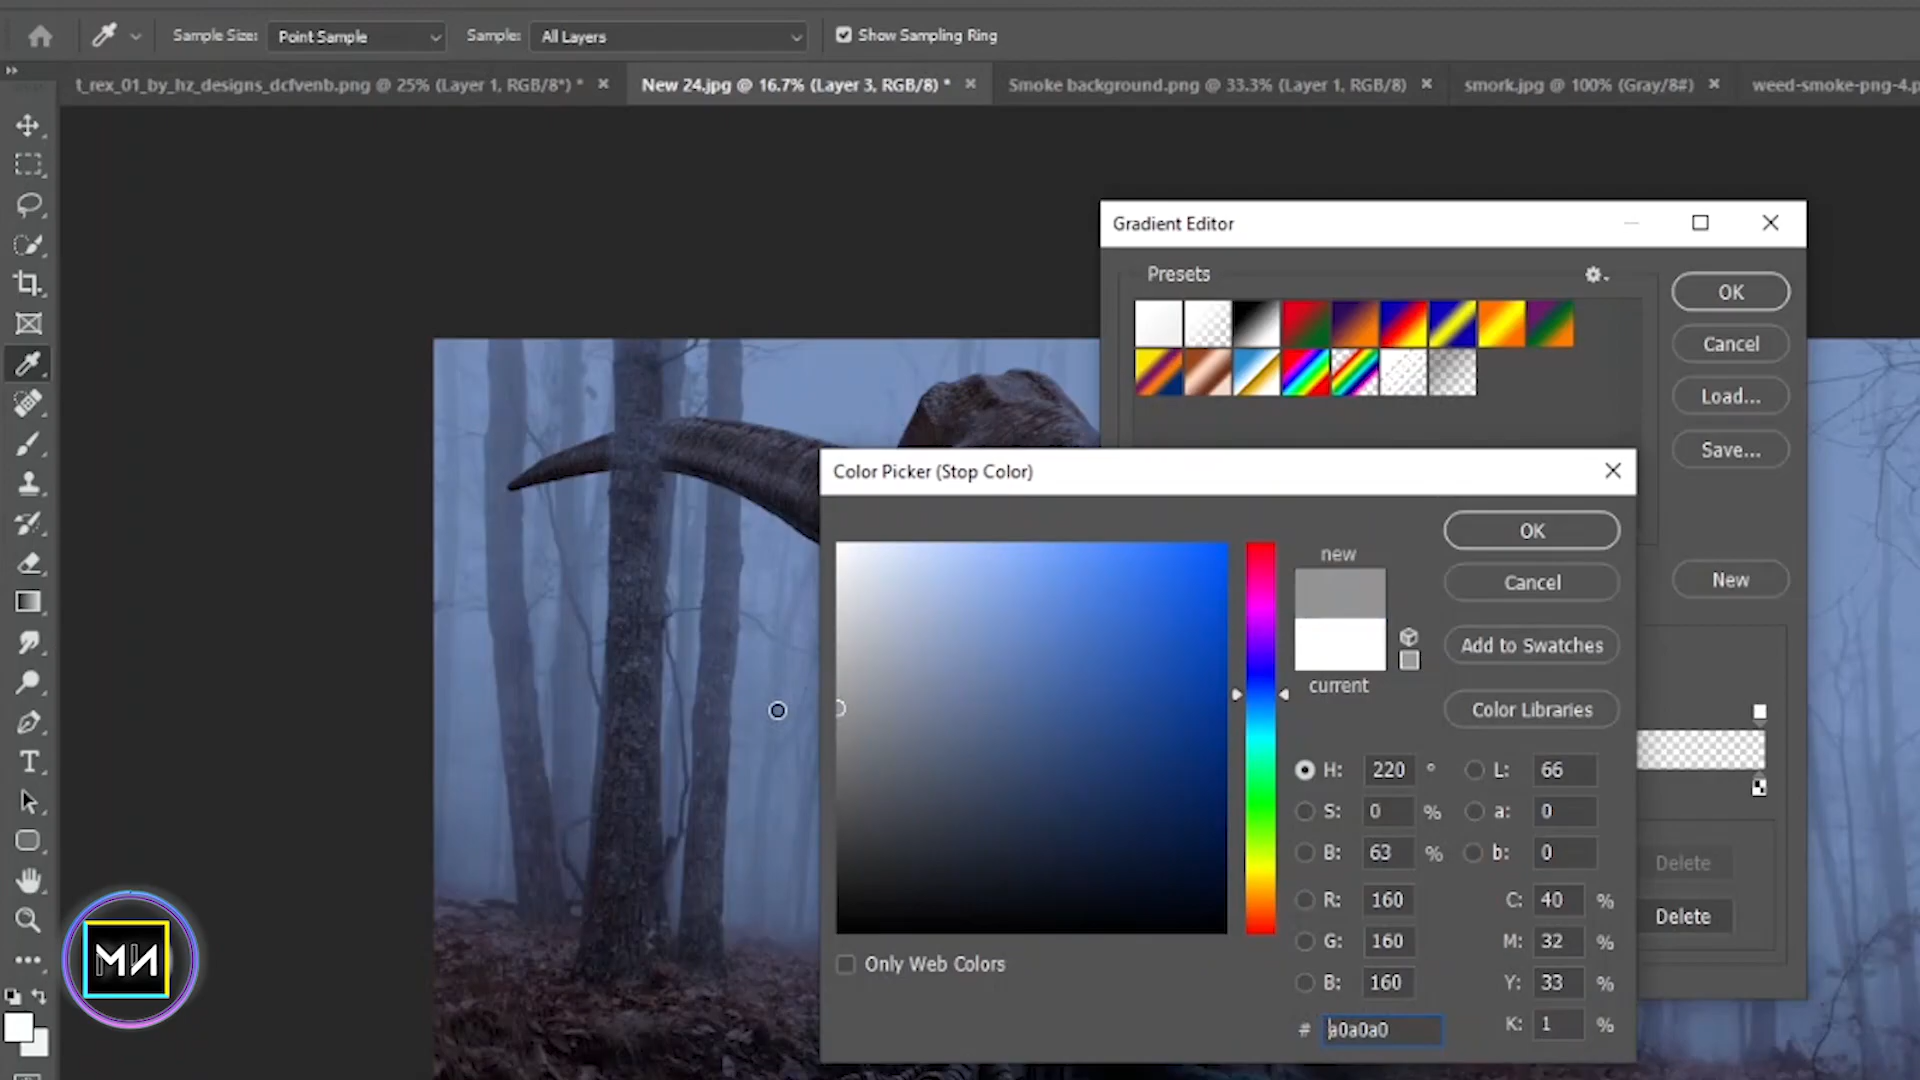 Sample Size: Point Sample Sample: All Layers Show Sampling Ring
t_rex_01_by_hz_designs_dcfvenb.png @ 25% (Layer 1, RGB/8*) * New 24.jpg @ 16.7% (Layer 3, RGB/8) * Smoke background.png @ 33.3% (Layer 1, RGB/8) smork.jpg @ 100% (Gray/8#) weed-smoke-png-4.p
Gradient Editor
Presets
OK
Cancel
Load...
Save...
New
Delete
Delete
Color Picker (Stop Color)
new
current
OK
Cancel
Add to Swatches
Color Libraries
H: 220 ° L: 66
S: 0 % a: 0
B: 63 % b: 0
R: 160 C: 40 %
G: 160 M: 32 %
B: 160 Y: 33 %
# a0a0a0 K: 1 %
Only Web Colors